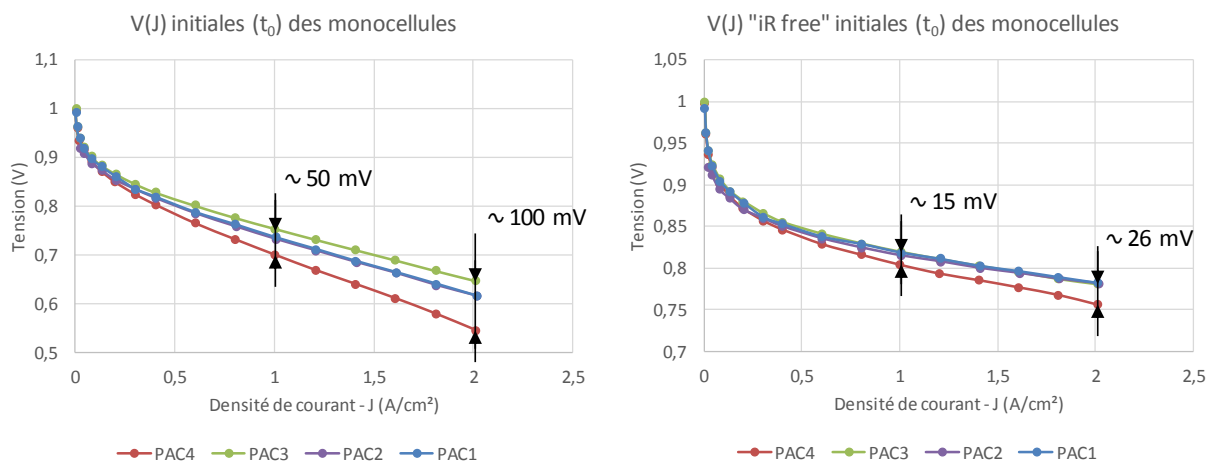 V(J) initiales (t0) des monocellules
1,1
1
0,9
0,8
0,7
0,6
0,5
Tension (V)
0
0,5
1
1,5
2
2,5
Densité de courant - J (A/cm²)
~ 50 mV
~ 100 mV
PAC4 PAC3 PAC2 PAC1
V(J) "iR free" initiales (t0) des monocellules
1,05
1
0,95
0,9
0,85
0,8
0,75
0,7
Tension (V)
0
0,5
1
1,5
2
2,5
Densité de courant - J (A/cm²)
~ 15 mV
~ 26 mV
PAC4 PAC3 PAC2 PAC1